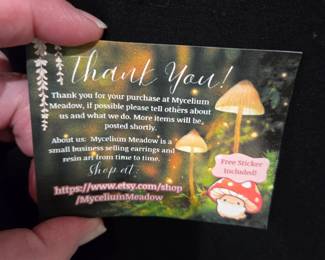 Thank You!
Thank you for your purchase at Mycelium
Meadow, if possible please tell others about
us and what we do. More items will be
posted shortly.
About us: Mycelium Meadow is a
small business selling earrings and
resin art from time to time.
Shop at:
https://www.etsy.com/shop
/MyceliumMeadow
Free Sticker
Included!